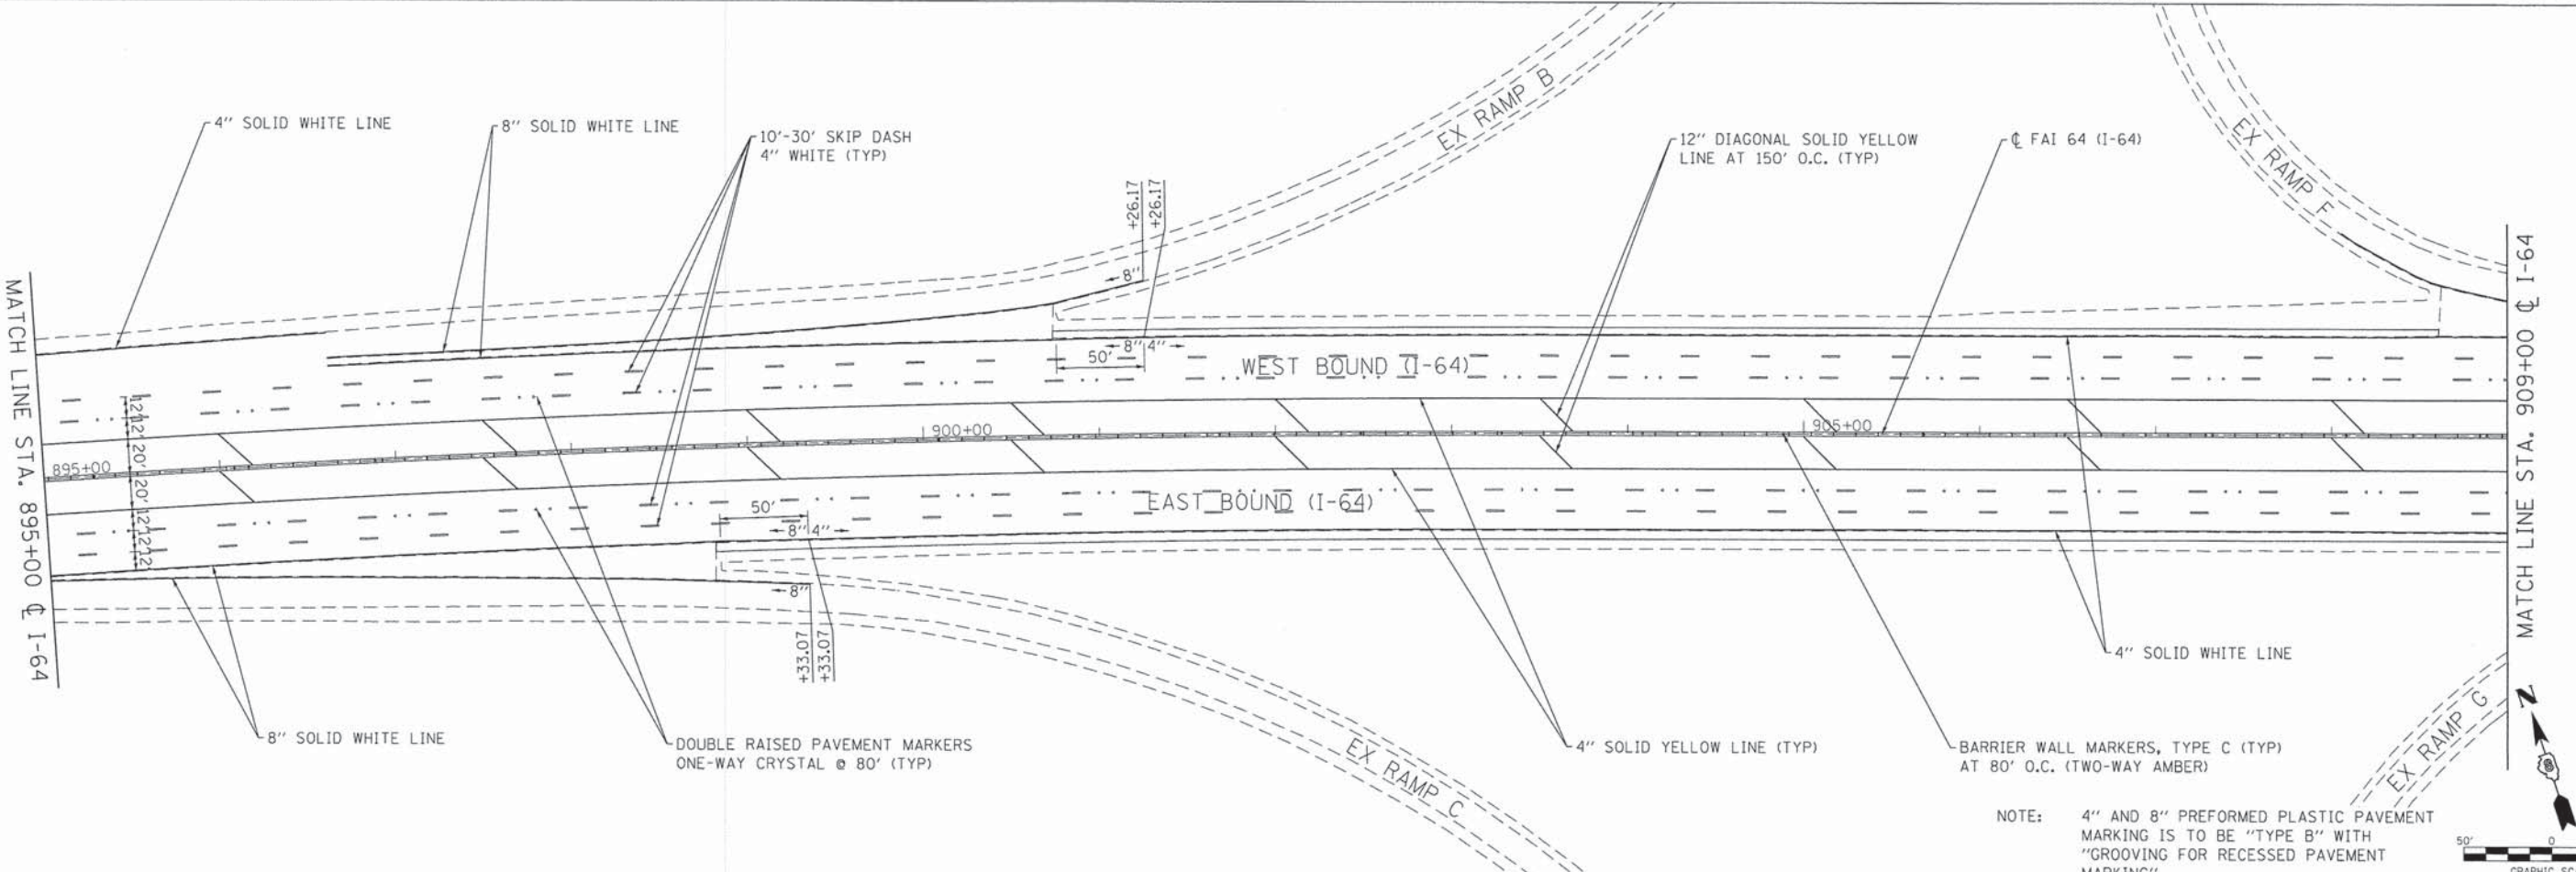 4" SOLID WHITE LINE
8" SOLID WHITE LINE
10'-30' SKIP DASH
4" WHITE (TYP)
EX RAMP B
12" DIAGONAL SOLID YELLOW
LINE AT 150' O.C. (TYP)
℄ FAI 64 (I-64)
EX RAMP F
+26.17
+26.17
8"
50'
8" 4"
MATCH LINE STA. 895+00 ℄ I-64
MATCH LINE STA. 909+00 ℄ I-64
WEST BOUND (I-64)
12'
12'
20'
20'
12'
12'
12'
895+00
900+00
905+00
EAST BOUND (I-64)
50'
8" 4"
8"
+33.07
+33.07
8" SOLID WHITE LINE
DOUBLE RAISED PAVEMENT MARKERS
ONE-WAY CRYSTAL @ 80' (TYP)
EX RAMP C
4" SOLID YELLOW LINE (TYP)
4" SOLID WHITE LINE
BARRIER WALL MARKERS, TYPE C (TYP)
AT 80' O.C. (TWO-WAY AMBER)
EX RAMP G
N
NOTE: 4" AND 8" PREFORMED PLASTIC PAVEMENT
MARKING IS TO BE "TYPE B" WITH
"GROOVING FOR RECESSED PAVEMENT
MARKING"
50' 0